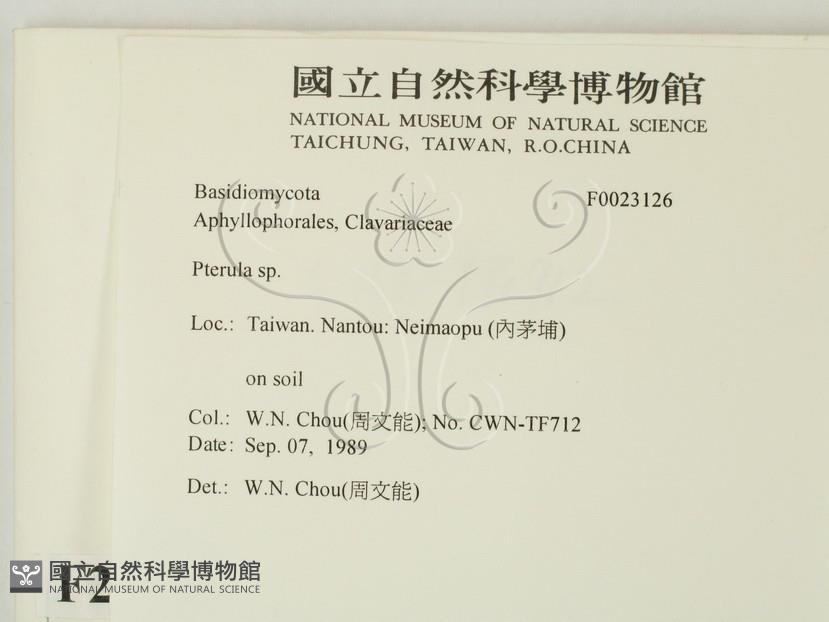 國立自然科學博物館
NATIONAL MUSEUM OF NATURAL SCIENCE
TAICHUNG, TAIWAN, R.O.CHINA
Basidiomycota F0023126
Aphyllophorales, Clavariaceae
Pterula sp.
Loc.: Taiwan. Nantou: Neimaopu (內茅埔)
on soil
Col.: W.N. Chou(周文能); No. CWN-TF712
Date: Sep. 07, 1989
Det.: W.N. Chou(周文能)
國立自然科學博物館
NATIONAL MUSEUM OF NATURAL SCIENCE
F2